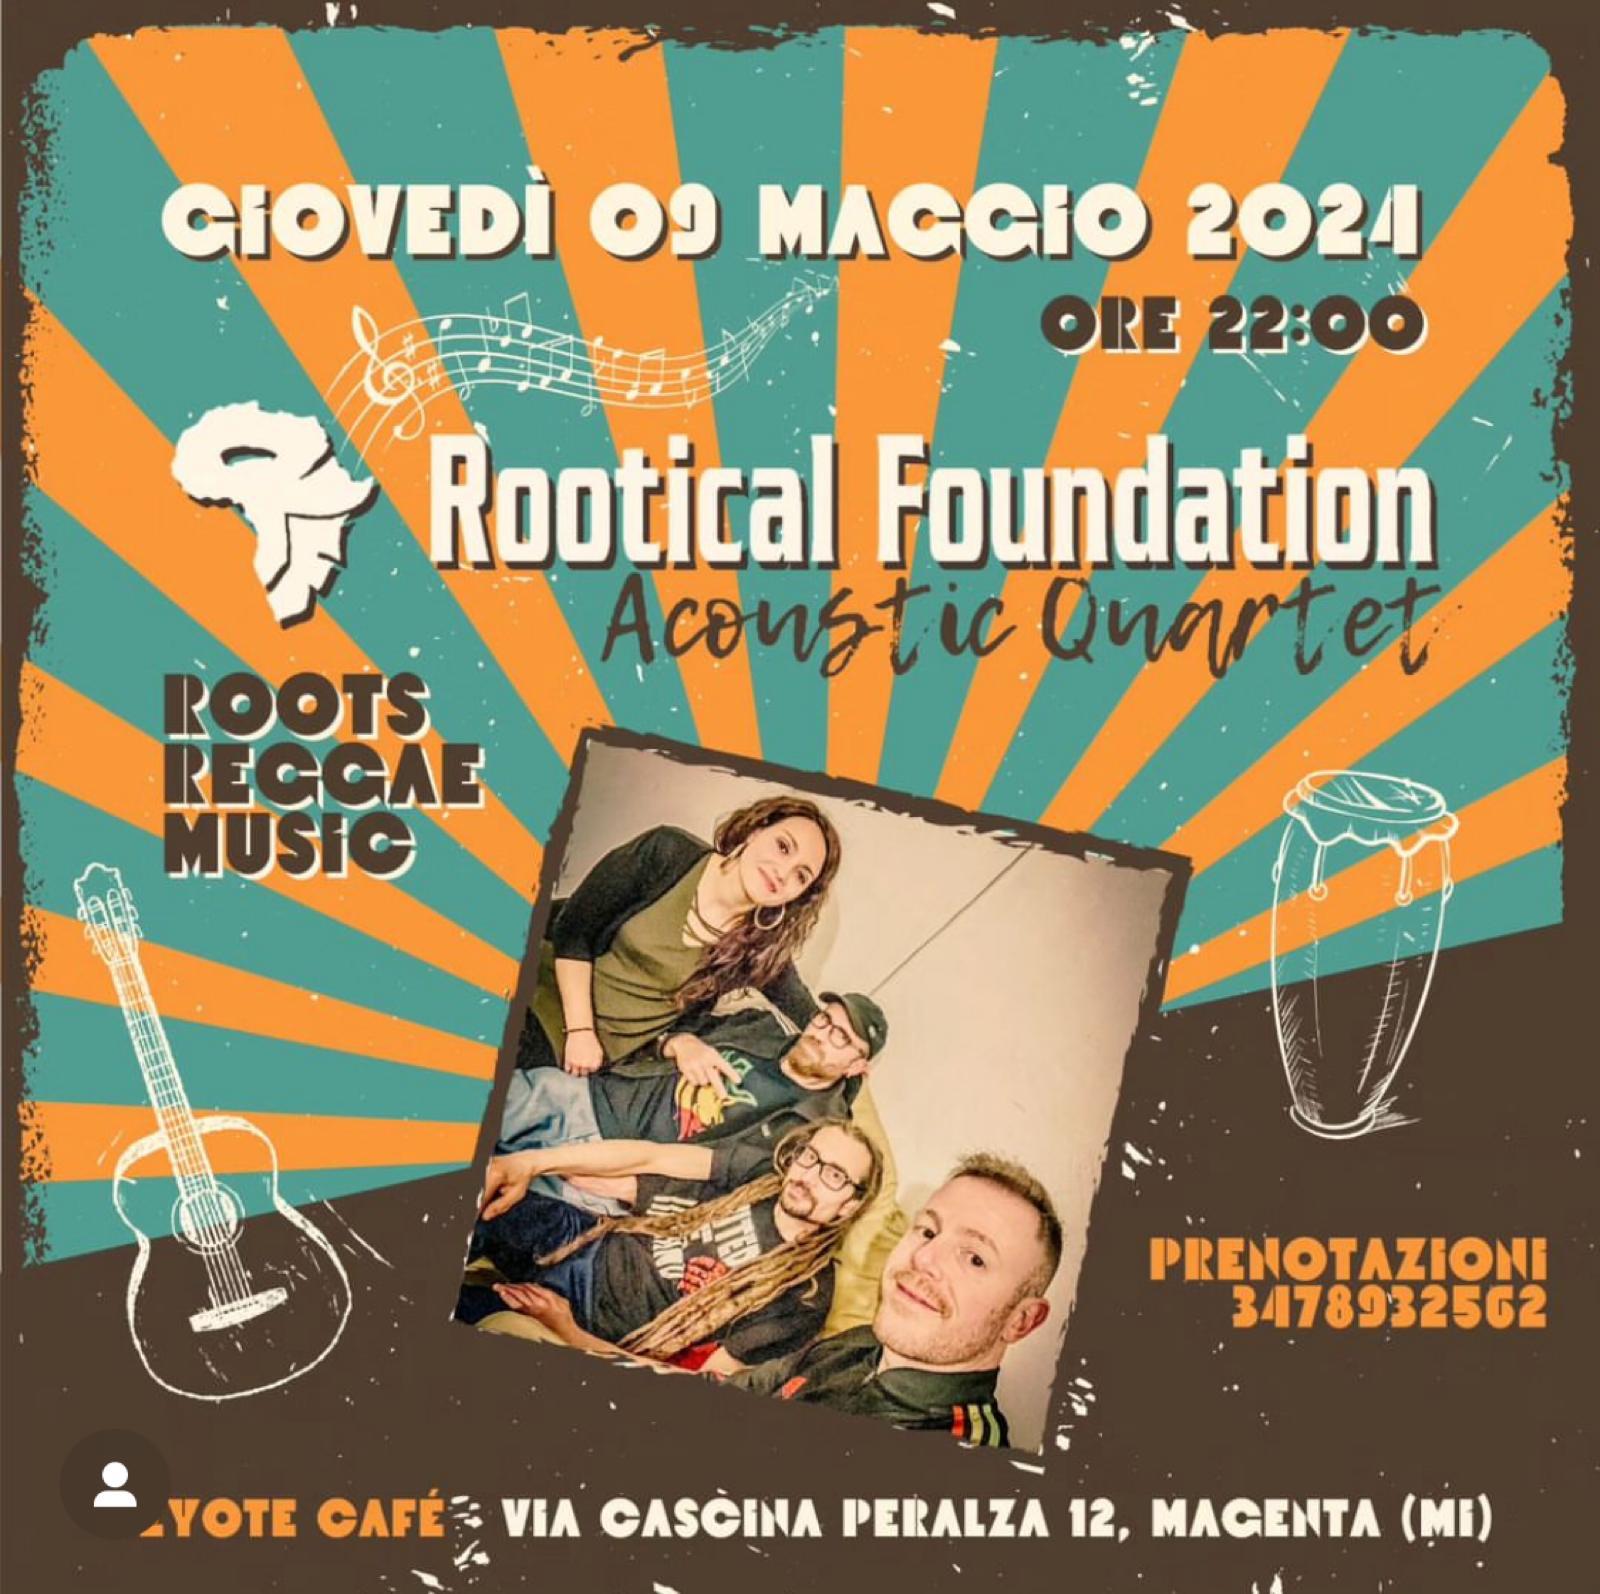 GIOVEDÌ 09 MAGGIO 2024
ORE 22:00
Rootical Foundation
Acoustic Quartet
ROOTS
REGGAE
MUSIC
PRENOTAZIONI
3478932562
CAFÉ : VIA CASCINA PERALZA 12, MAGENTA (MI)